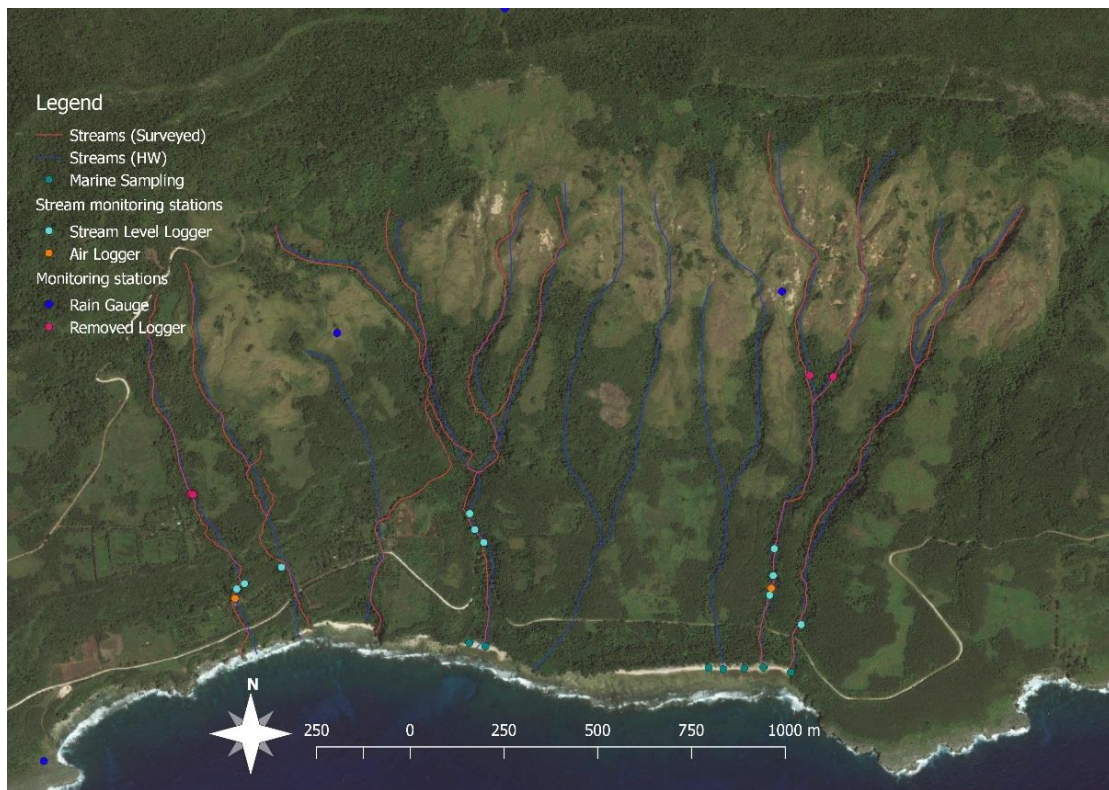 Legend
Streams (Surveyed)
Streams (HW)
Marine Sampling
Stream monitoring stations
Stream Level Logger
Air Logger
Monitoring stations
Rain Gauge
Removed Logger
N
250 0 250 500 750 1000 m